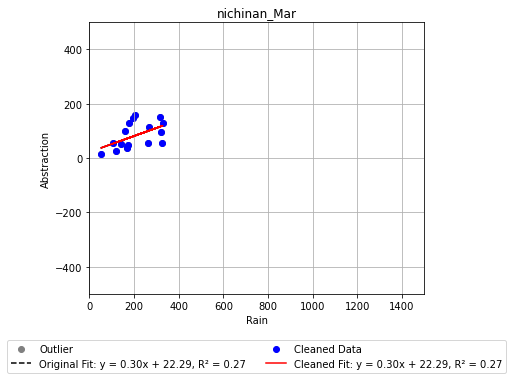 nichinan_Mar
400
200
0
−200
−400
Abstraction
0 200 400 600 800 1000 1200 1400
Rain
Outlier
Original Fit: y = 0.30x + 22.29, R² = 0.27
Cleaned Data
Cleaned Fit: y = 0.30x + 22.29, R² = 0.27